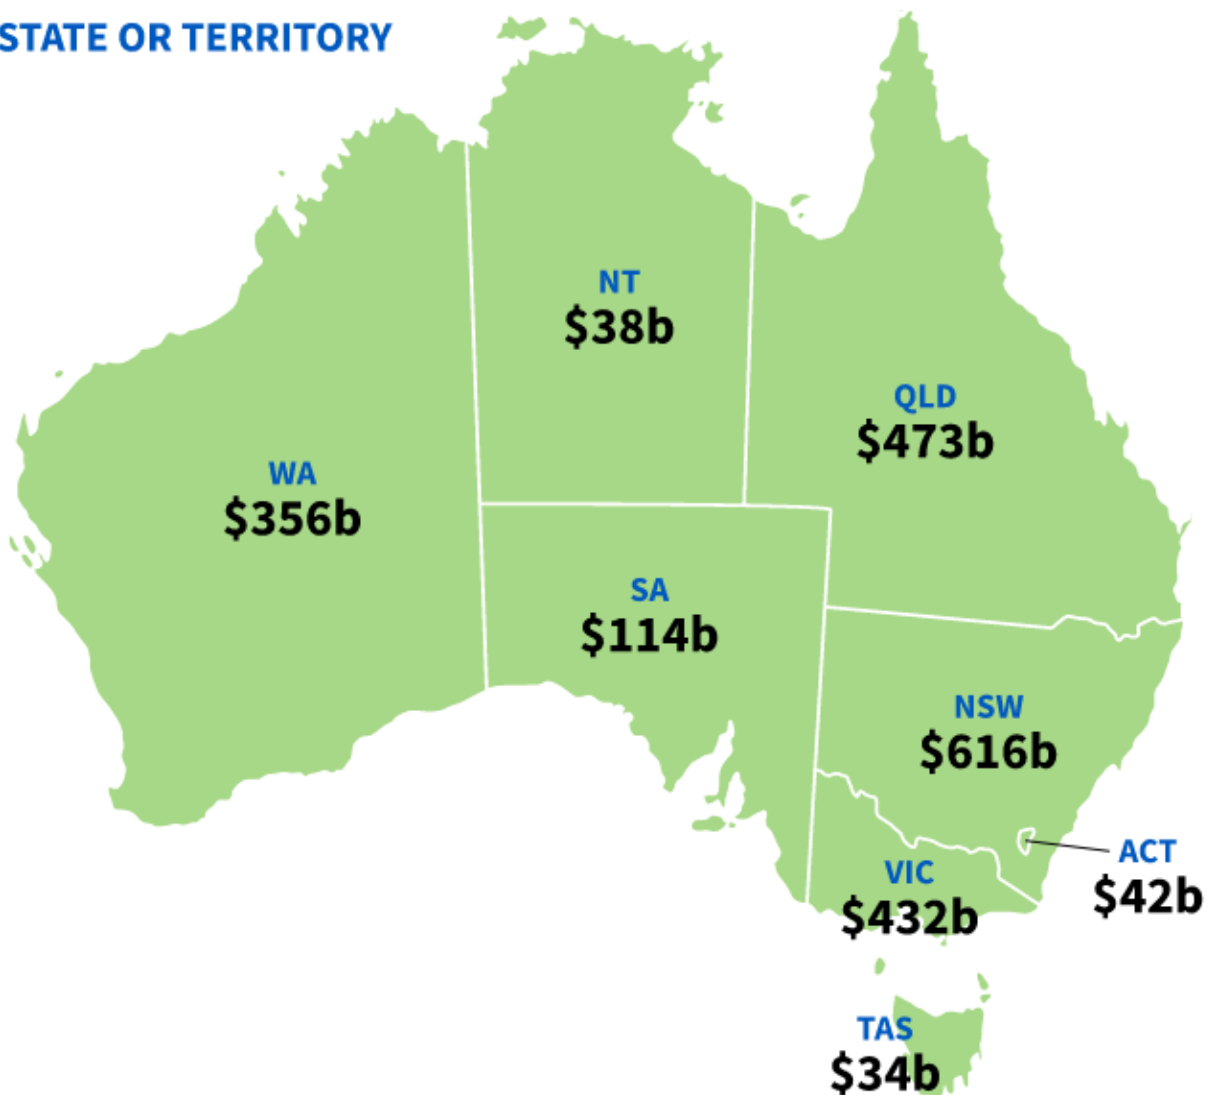 STATE OR TERRITORY
NT
$38b
QLD
$473b
WA
$356b
SA
$114b
NSW
$616b
ACT
$42b
VIC
$432b
TAS
$34b